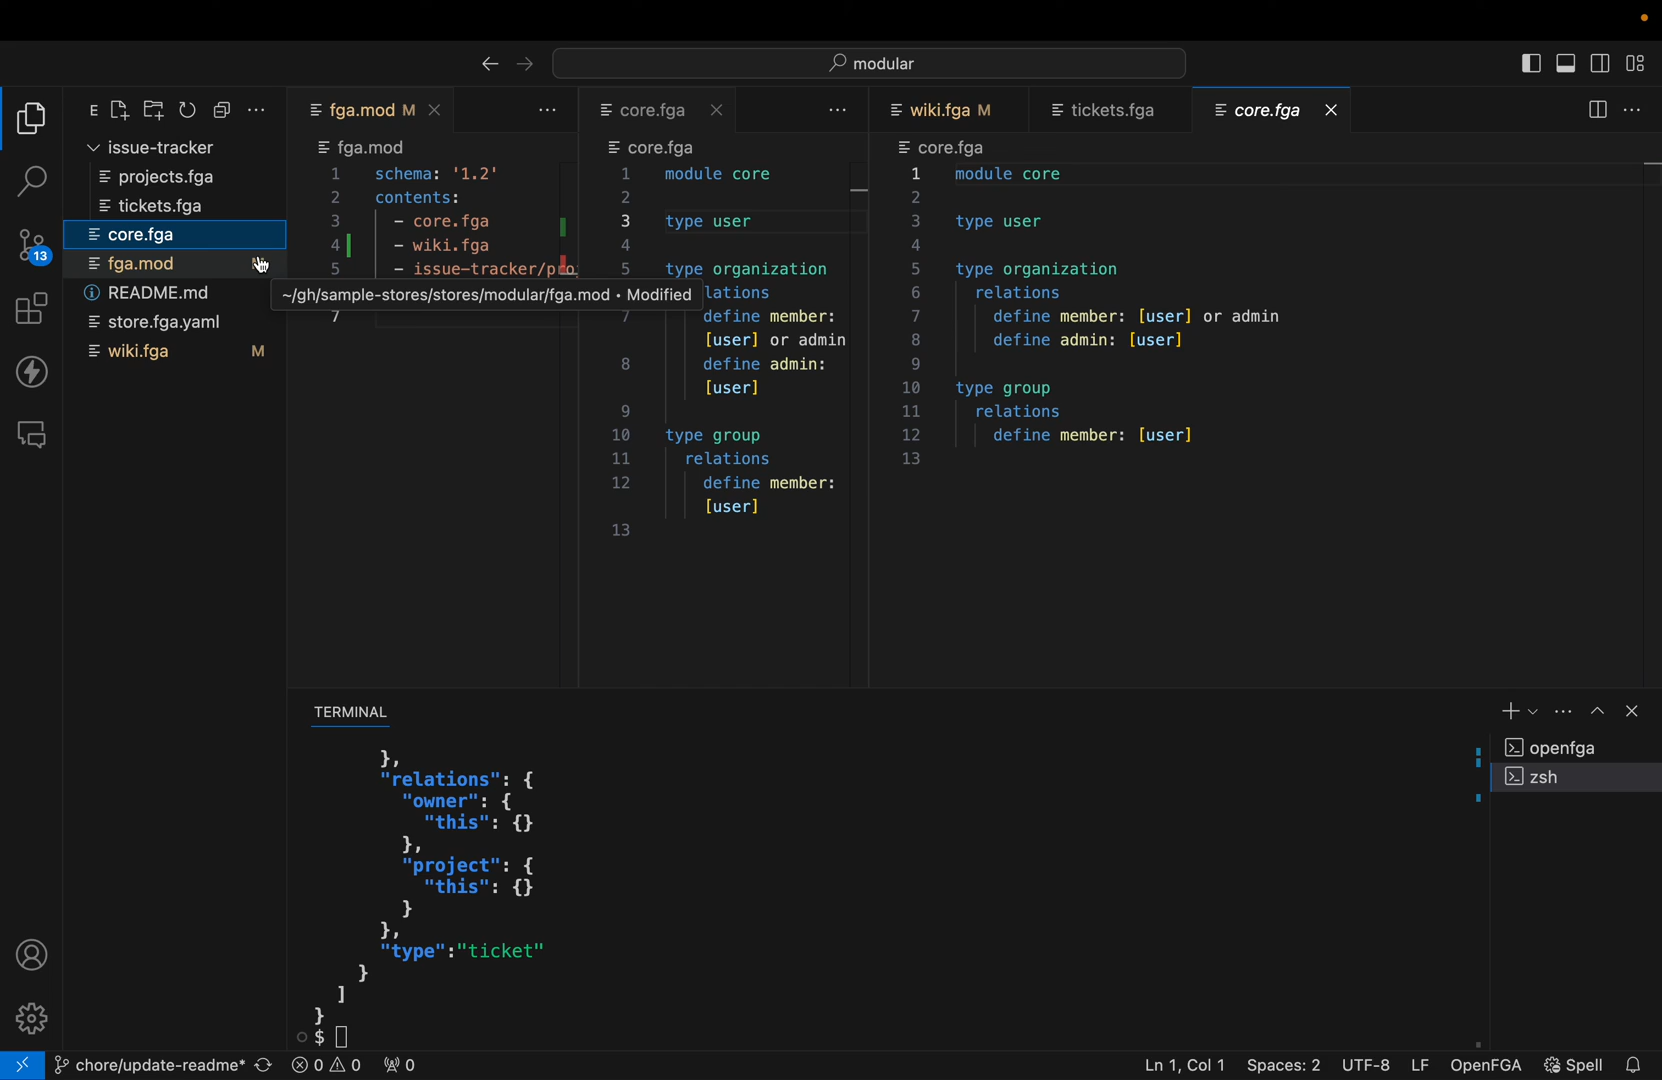 modular
E
issue-tracker
projects.fga
tickets.fga
core.fga
fga.mod
README.md
store.fga.yaml
wiki.fga M
13
fga.mod M
fga.mod
1 schema: '1.2'
2 contents:
3 - core.fga
4 - wiki.fga
5 - issue-tracker/pro
7
~/gh/sample-stores/stores/modular/fga.mod • Modified
core.fga
core.fga
1 module core
2
3 type user
4
5 type organization
lations
7 define member:
[user] or admin
8 define admin:
[user]
9
10 type group
11 relations
12 define member:
[user]
13
wiki.fga M
tickets.fga
core.fga
core.fga
1 module core
2
3 type user
4
5 type organization
6 relations
7 define member: [user] or admin
8 define admin: [user]
9
10 type group
11 relations
12 define member: [user]
13
TERMINAL
},
"relations": {
"owner": {
"this": {}
},
"project": {
"this": {}
}
},
"type":"ticket"
}
]
}
$
openfga
zsh
chore/update-readme*
0 0
0
Ln 1, Col 1
Spaces: 2
UTF-8
LF
OpenFGA
Spell